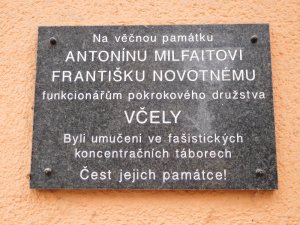 Na věčnou památku
ANTONÍNU MILFAITOVI
FRANTIŠKU NOVOTNÉMU
funkcionářům pokrokového družstva
VČELY
Byli umučeni ve fašistických
koncentračních táborech
Čest jejich památce!